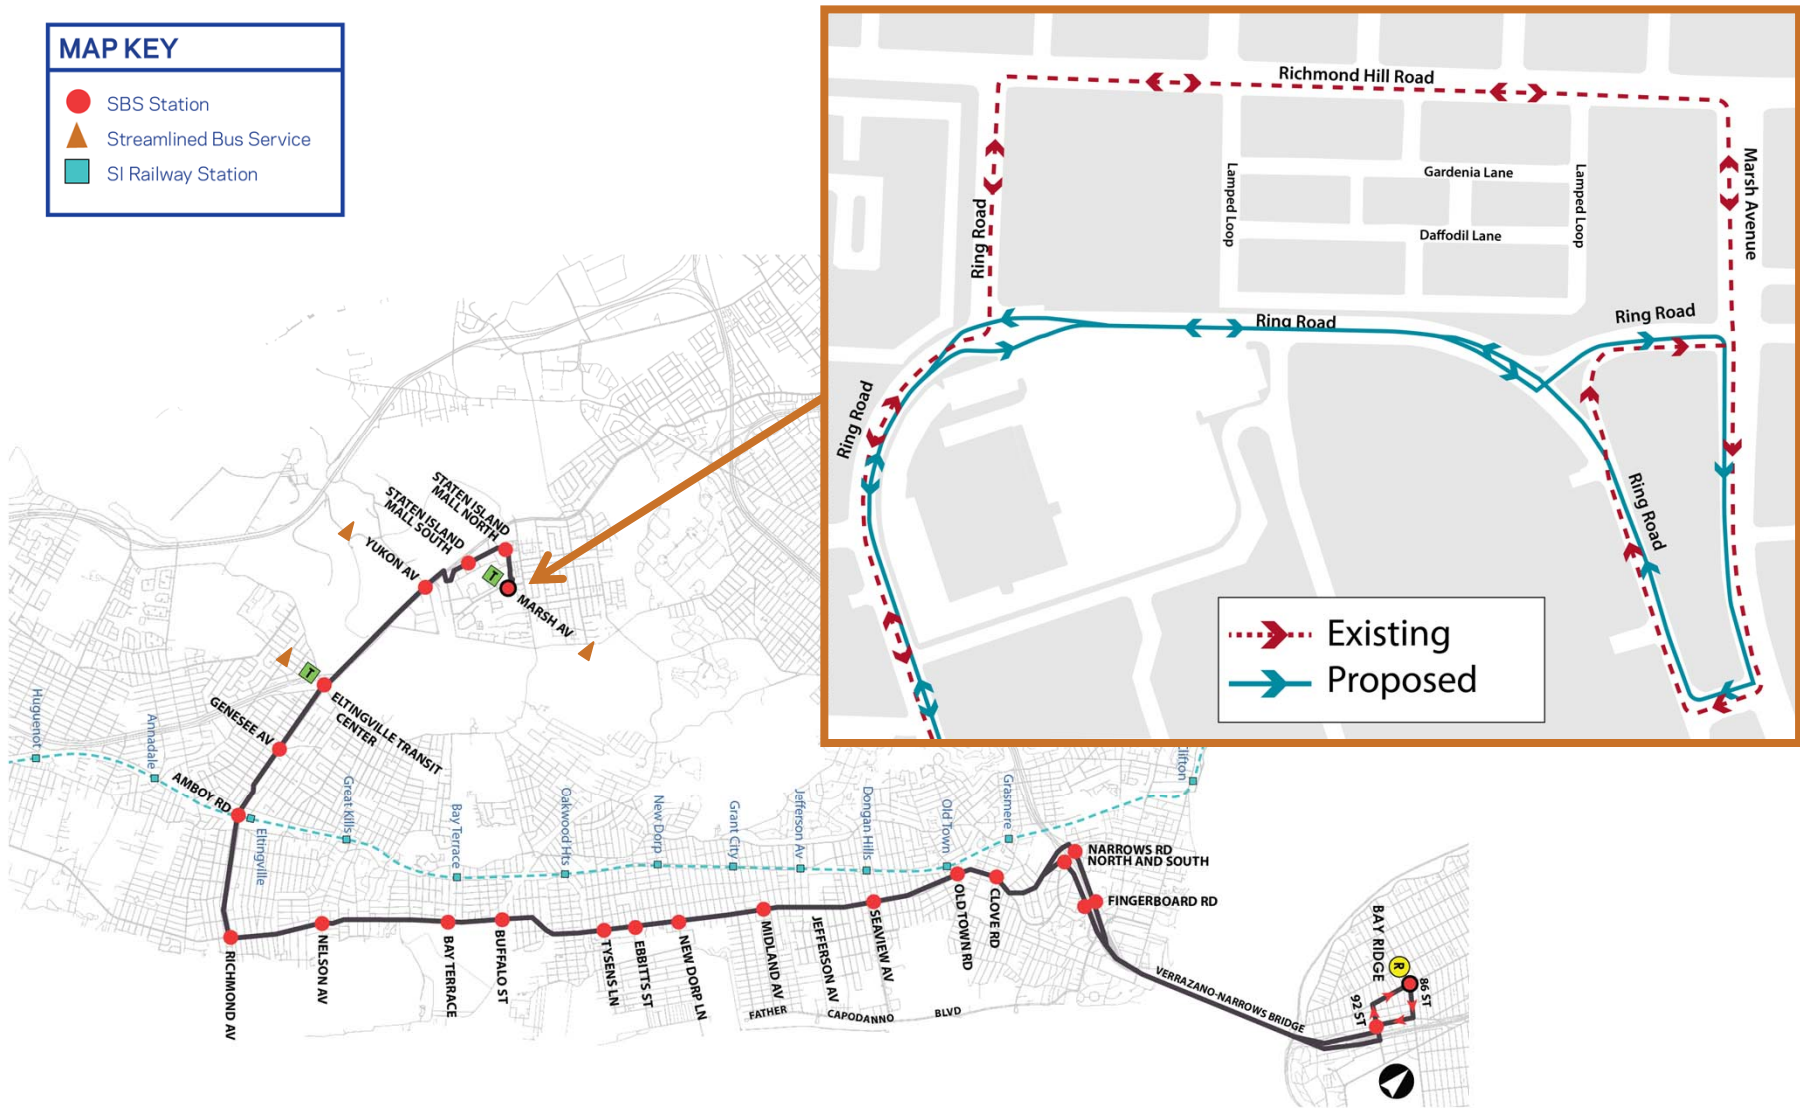 MAP KEY
SBS Station
Streamlined Bus Service
SI Railway Station
Richmond Hill Road
Marsh Avenue
Gardenia Lane
Lamped Loop
Lamped Loop
Daffodil Lane
Ring Road
Ring Road
Ring Road
Ring Road
Ring Road
Existing
Proposed
STATEN ISLAND
MALL NORTH
STATEN ISLAND
MALL SOUTH
YUKON AV
T
MARSH AV
T
ELTINGVILLE TRANSIT
CENTER
GENESEE AV
AMBOY RD
Huguenot
Annadale
Eltingville
Great Kills
Bay Terrace
Oakwood Hts
New Dorp
Grant City
Jefferson Av
Dongan Hills
Old Town
Grasmere
Clifton
NARROWS RD
NORTH AND SOUTH
FINGERBOARD RD
RICHMOND AV
NELSON AV
BAY TERRACE
BUFFALO ST
TYSENS LN
EBBITTS ST
NEW DORP LN
MIDLAND AV
JEFFERSON AV
SEAVIEW AV
OLD TOWN RD
CLOVE RD
FATHER CAPODANNO BLVD
VERRAZANO-NARROWS BRIDGE
BAY RIDGE
R
86 ST
92 ST